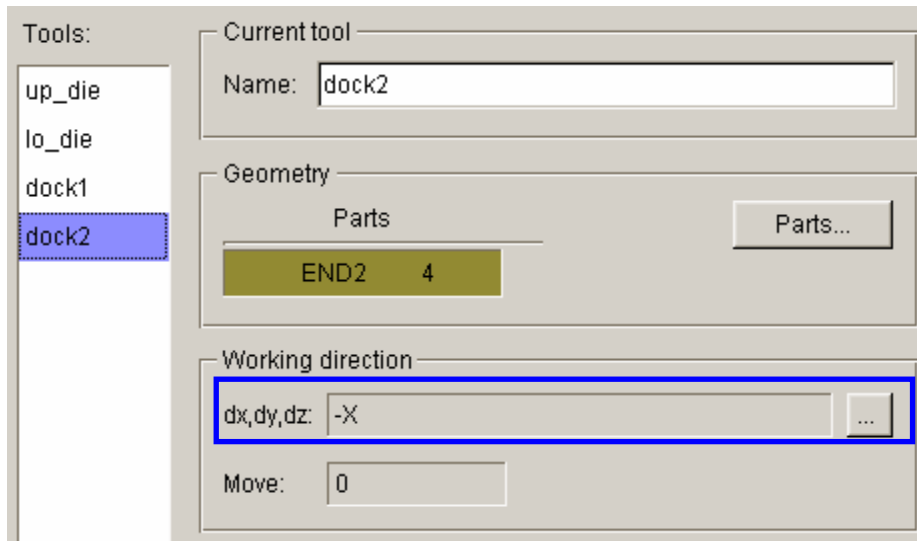 Tools:
up_die
lo_die
dock1
dock2
Current tool
Name: dock2
Geometry
Parts
Parts...
END2 4
Working direction
dx,dy,dz: -X ...
Move: 0